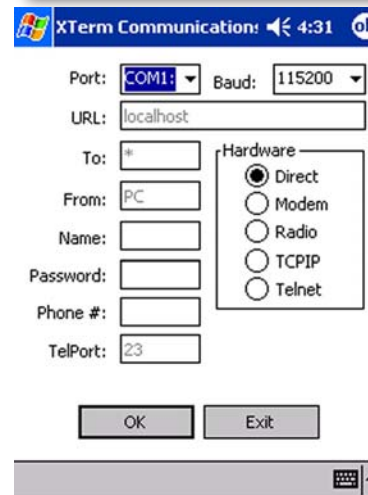 XTerm Communication: 4:31 ok
Port: COM1: Baud: 115200
URL: localhost
To: *
Hardware
Direct
From: PC
Modem
Name:
Radio
Password:
TCPIP
Phone #:
Telnet
TelPort: 23
OK Exit